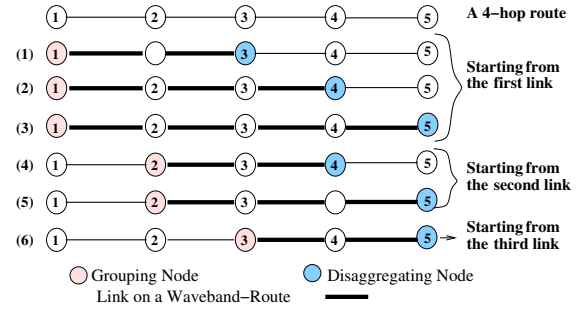 1 2 3 4 5 A 4-hop route
(1) 1 3 4 5
(2) 1 2 3 4 5
(3) 1 2 3 4 5
Starting from
the first link
(4) 1 2 3 4 5
(5) 1 2 3 5
Starting from
the second link
(6) 1 2 3 4 5
Starting from
the third link
Grouping Node
Disaggregating Node
Link on a Waveband-Route